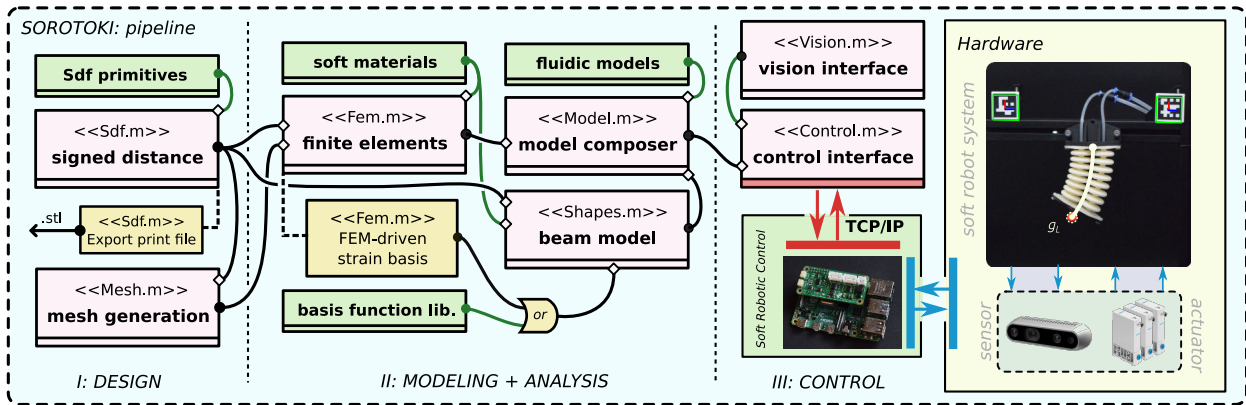 SOROTOKI: pipeline
Sdf primitives
<<Sdf.m>>
signed distance
.stl
<<Sdf.m>>
Export print file
<<Mesh.m>>
mesh generation
I: DESIGN
soft materials
<<Fem.m>>
finite elements
<<Fem.m>>
FEM-driven
strain basis
basis function lib.
or
fluidic models
<<Model.m>>
model composer
<<Shapes.m>>
beam model
II: MODELING + ANALYSIS
<<Vision.m>>
vision interface
<<Control.m>>
control interface
TCP/IP
Soft Robotic Control
III: CONTROL
Hardware
soft robot system
gL
sensor
actuator